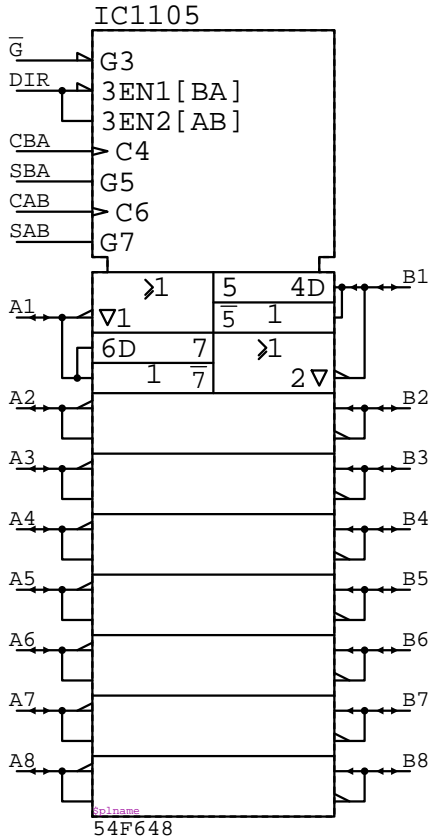 IC1105
G̅ G3
DIR 3EN1[BA]
3EN2[AB]
CBA C4
SBA G5
CAB C6
SAB G7
≥1 5 4D B1
A1 ▽1 5̅ 1
6D 7 ≥1
1 7̅ 2▽
A2 B2
A3 B3
A4 B4
A5 B5
A6 B6
A7 B7
A8 B8
$plname
54F648